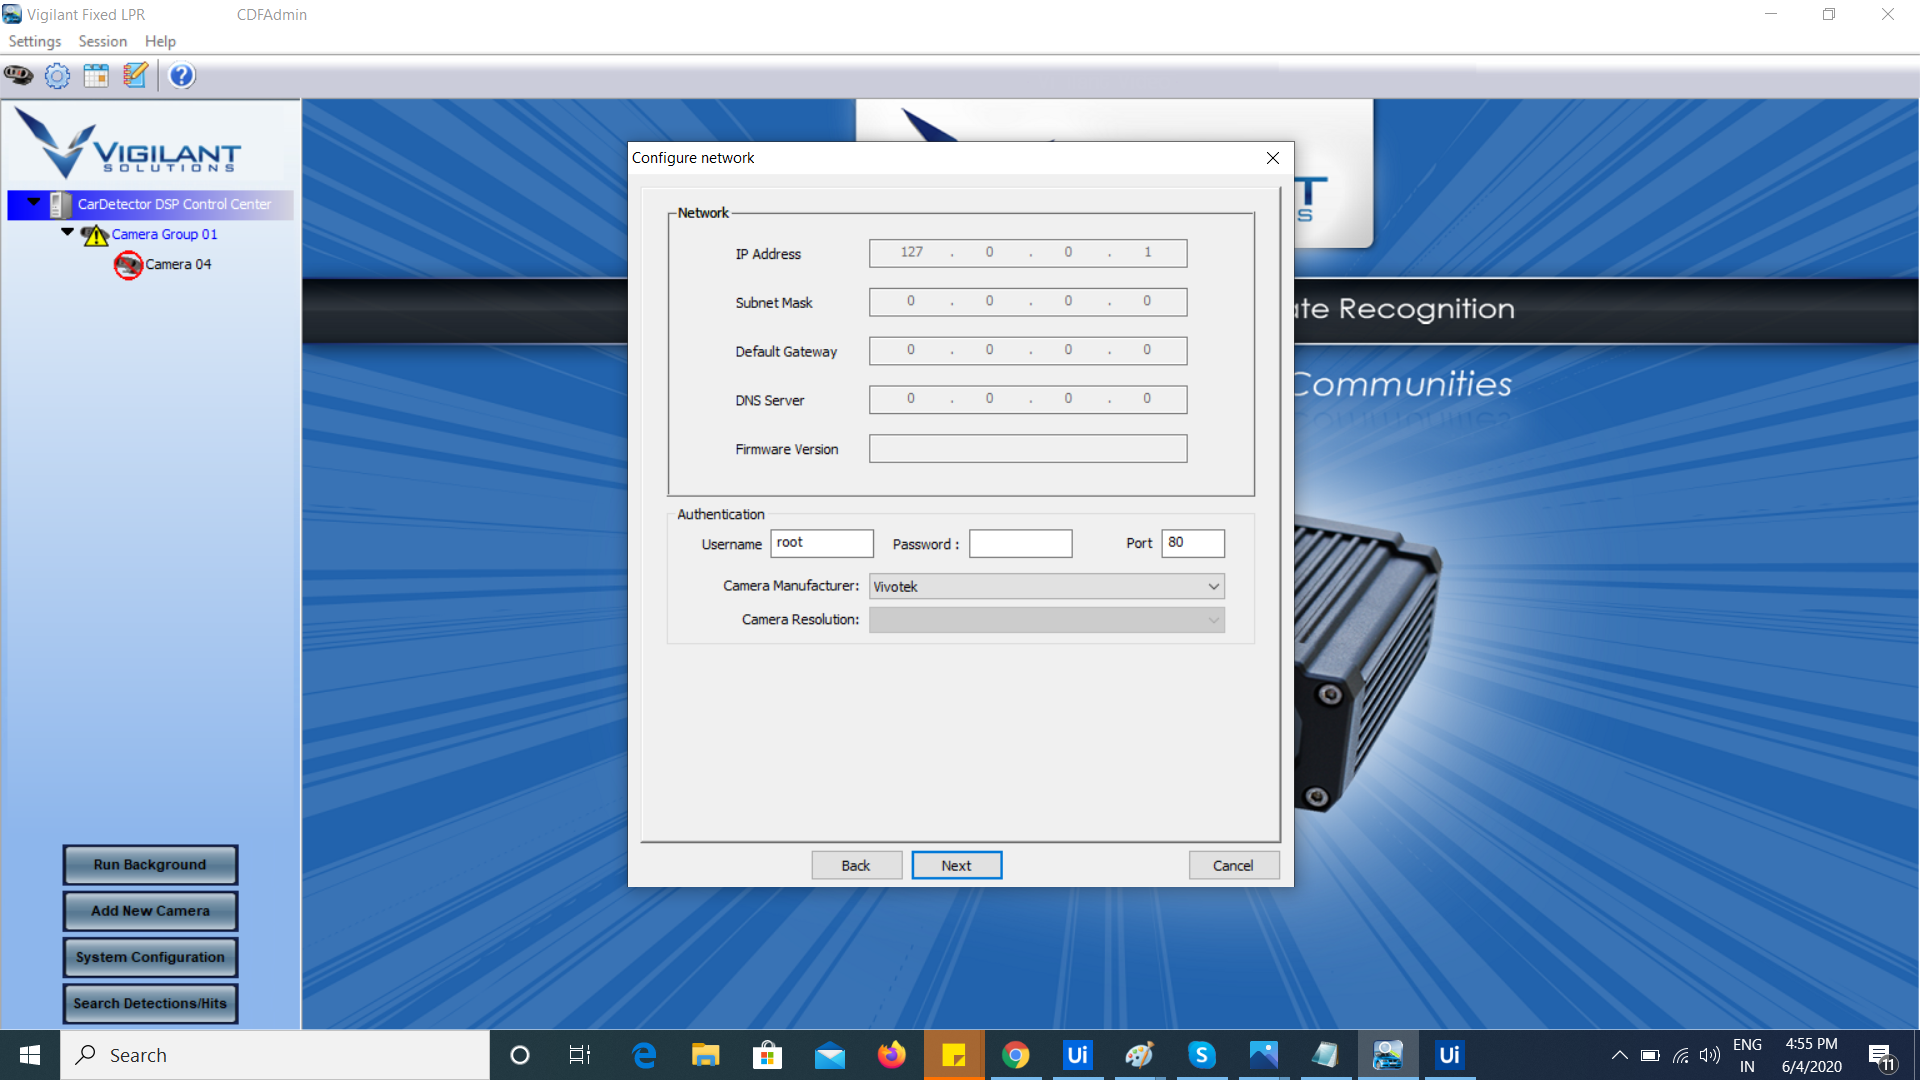 Vigilant Fixed LPR CDFAdmin
Settings Session Help
VIGILANT
SOLUTIONS
CarDetector DSP Control Center
Camera Group 01
Camera 04
Run Background
Add New Camera
System Configuration
Search Detections/Hits
T
S
te Recognition
Communities
Configure network
Network
IP Address 127 . 0 . 0 . 1
Subnet Mask 0 . 0 . 0 . 0
Default Gateway 0 . 0 . 0 . 0
DNS Server 0 . 0 . 0 . 0
Firmware Version
Authentication
Username root Password : Port 80
Camera Manufacturer: Vivotek
Camera Resolution:
Back Next Cancel
Search
Ui
Ui
ENG
IN
4:55 PM
6/4/2020
11